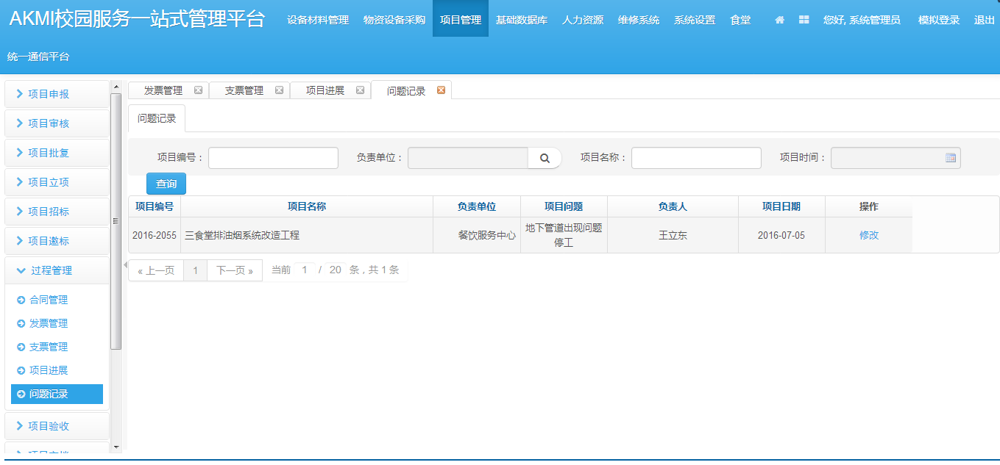 AKMI校园服务一站式管理平台 设备材料管理 物资设备采购 项目管理 基础数据库 人力资源 维修系统 系统设置 食堂 您好, 系统管理员 模拟登录 退出
统一通信平台
项目申报
项目审核
项目批复
项目立项
项目招标
项目邀标
过程管理
合同管理
发票管理
支票管理
项目进展
问题记录
项目验收
发票管理 支票管理 项目进展 问题记录
问题记录
项目编号： 负责单位： 项目名称： 项目时间：
查询
项目编号 项目名称 负责单位 项目问题 负责人 项目日期 操作
2016-2055 三食堂排油烟系统改造工程 餐饮服务中心 地下管道出现问题 王立东 2016-07-05 修改
停工
« 上一页 1 下一页 » 当前 1 / 20 条，共 1 条